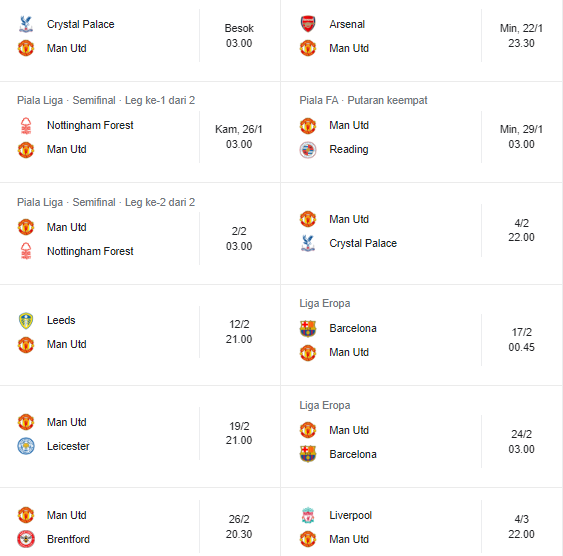 Crystal Palace
Man Utd
Besok
03.00
Arsenal
Man Utd
Min, 22/1
23.30
Piala Liga · Semifinal · Leg ke-1 dari 2
Nottingham Forest
Man Utd
Kam, 26/1
03.00
Piala FA · Putaran keempat
Man Utd
Reading
Min, 29/1
03.00
Piala Liga · Semifinal · Leg ke-2 dari 2
Man Utd
Nottingham Forest
2/2
03.00
Man Utd
Crystal Palace
4/2
22.00
Leeds
Man Utd
12/2
21.00
Liga Eropa
Barcelona
Man Utd
17/2
00.45
Man Utd
Leicester
19/2
21.00
Liga Eropa
Man Utd
Barcelona
24/2
03.00
Man Utd
Brentford
26/2
20.30
Liverpool
Man Utd
4/3
22.00